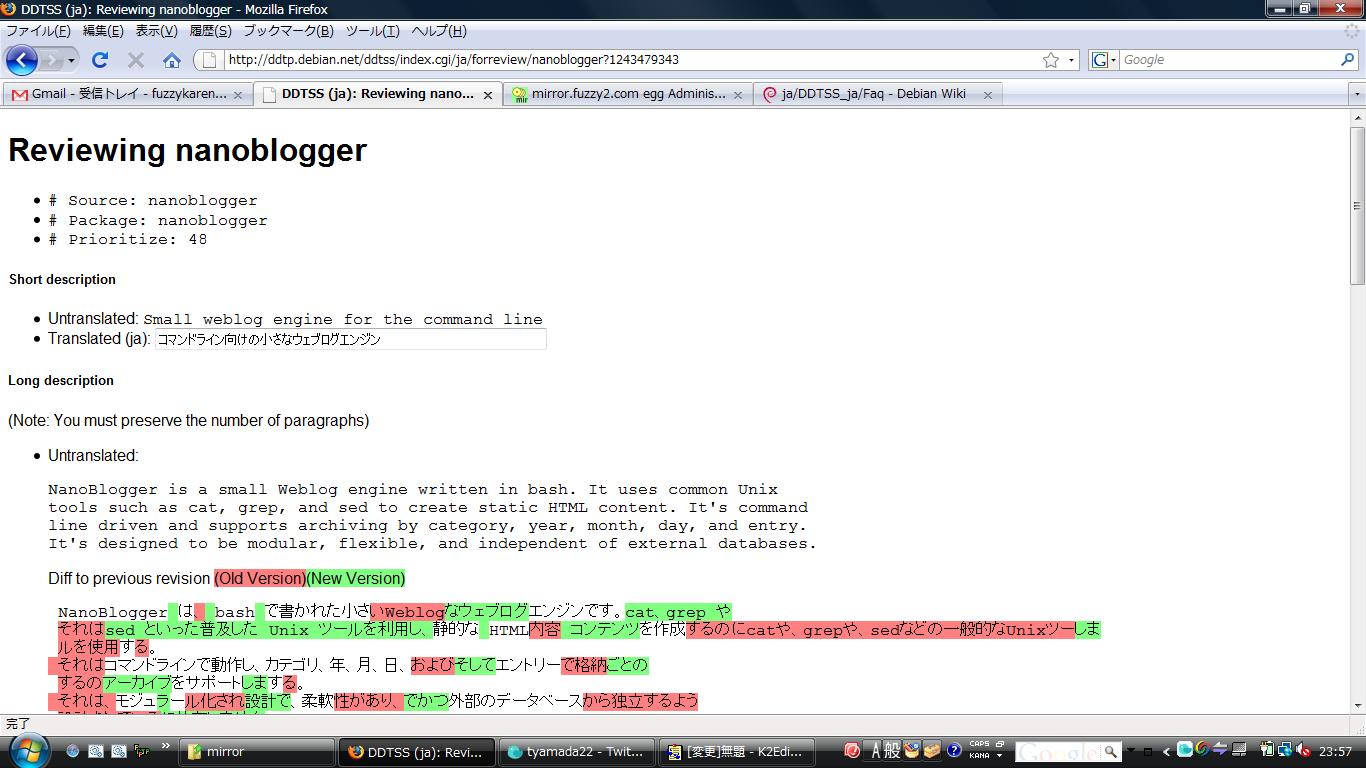 DDTSS (ja): Reviewing nanoblogger - Mozilla Firefox
ファイル(F) 編集(E) 表示(V) 履歴(S) ブックマーク(B) ツール(T) ヘルプ(H)
http://ddtp.debian.net/ddtss/index.cgi/ja/forreview/nanoblogger?1243479343
Google
Gmail - 受信トレイ - fuzzykaren...
DDTSS (ja): Reviewing nano...
mirror.fuzzy2.com egg Adminis...
ja/DDTSS_ja/Faq - Debian Wiki
Reviewing nanoblogger
# Source: nanoblogger
# Package: nanoblogger
# Prioritize: 48
Short description
Untranslated: Small weblog engine for the command line
Translated (ja): コマンドライン向けの小さなウェブログエンジン
Long description
(Note: You must preserve the number of paragraphs)
Untranslated:
NanoBlogger is a small Weblog engine written in bash. It uses common Unix
tools such as cat, grep, and sed to create static HTML content. It's command
line driven and supports archiving by category, year, month, day, and entry.
It's designed to be modular, flexible, and independent of external databases.
Diff to previous revision (Old Version)(New Version)
NanoBlogger は bash で書かれた小さいWeblogなウェブログエンジンです。cat、grep や
それはsed といった普及した Unix ツールを利用し、静的な HTML内容 コンテンツを作成するのにcatや、grepや、sedなどの一般的なUnixツーしま
ルを使用する。
それはコマンドラインで動作し、カテゴリ、年、月、日、およびそしてエントリーで格納ごとの
するのアーカイブをサポートします る。
それは、モジュラール化され設計で、柔軟性があり、でかつ外部のデータベースから独立するよう
完了
mirror
DDTSS (ja): Revi...
tyamada22 - Twit...
[変更]無題 - K2Edi...
A 般
CAPS
KANA
Google
23:57